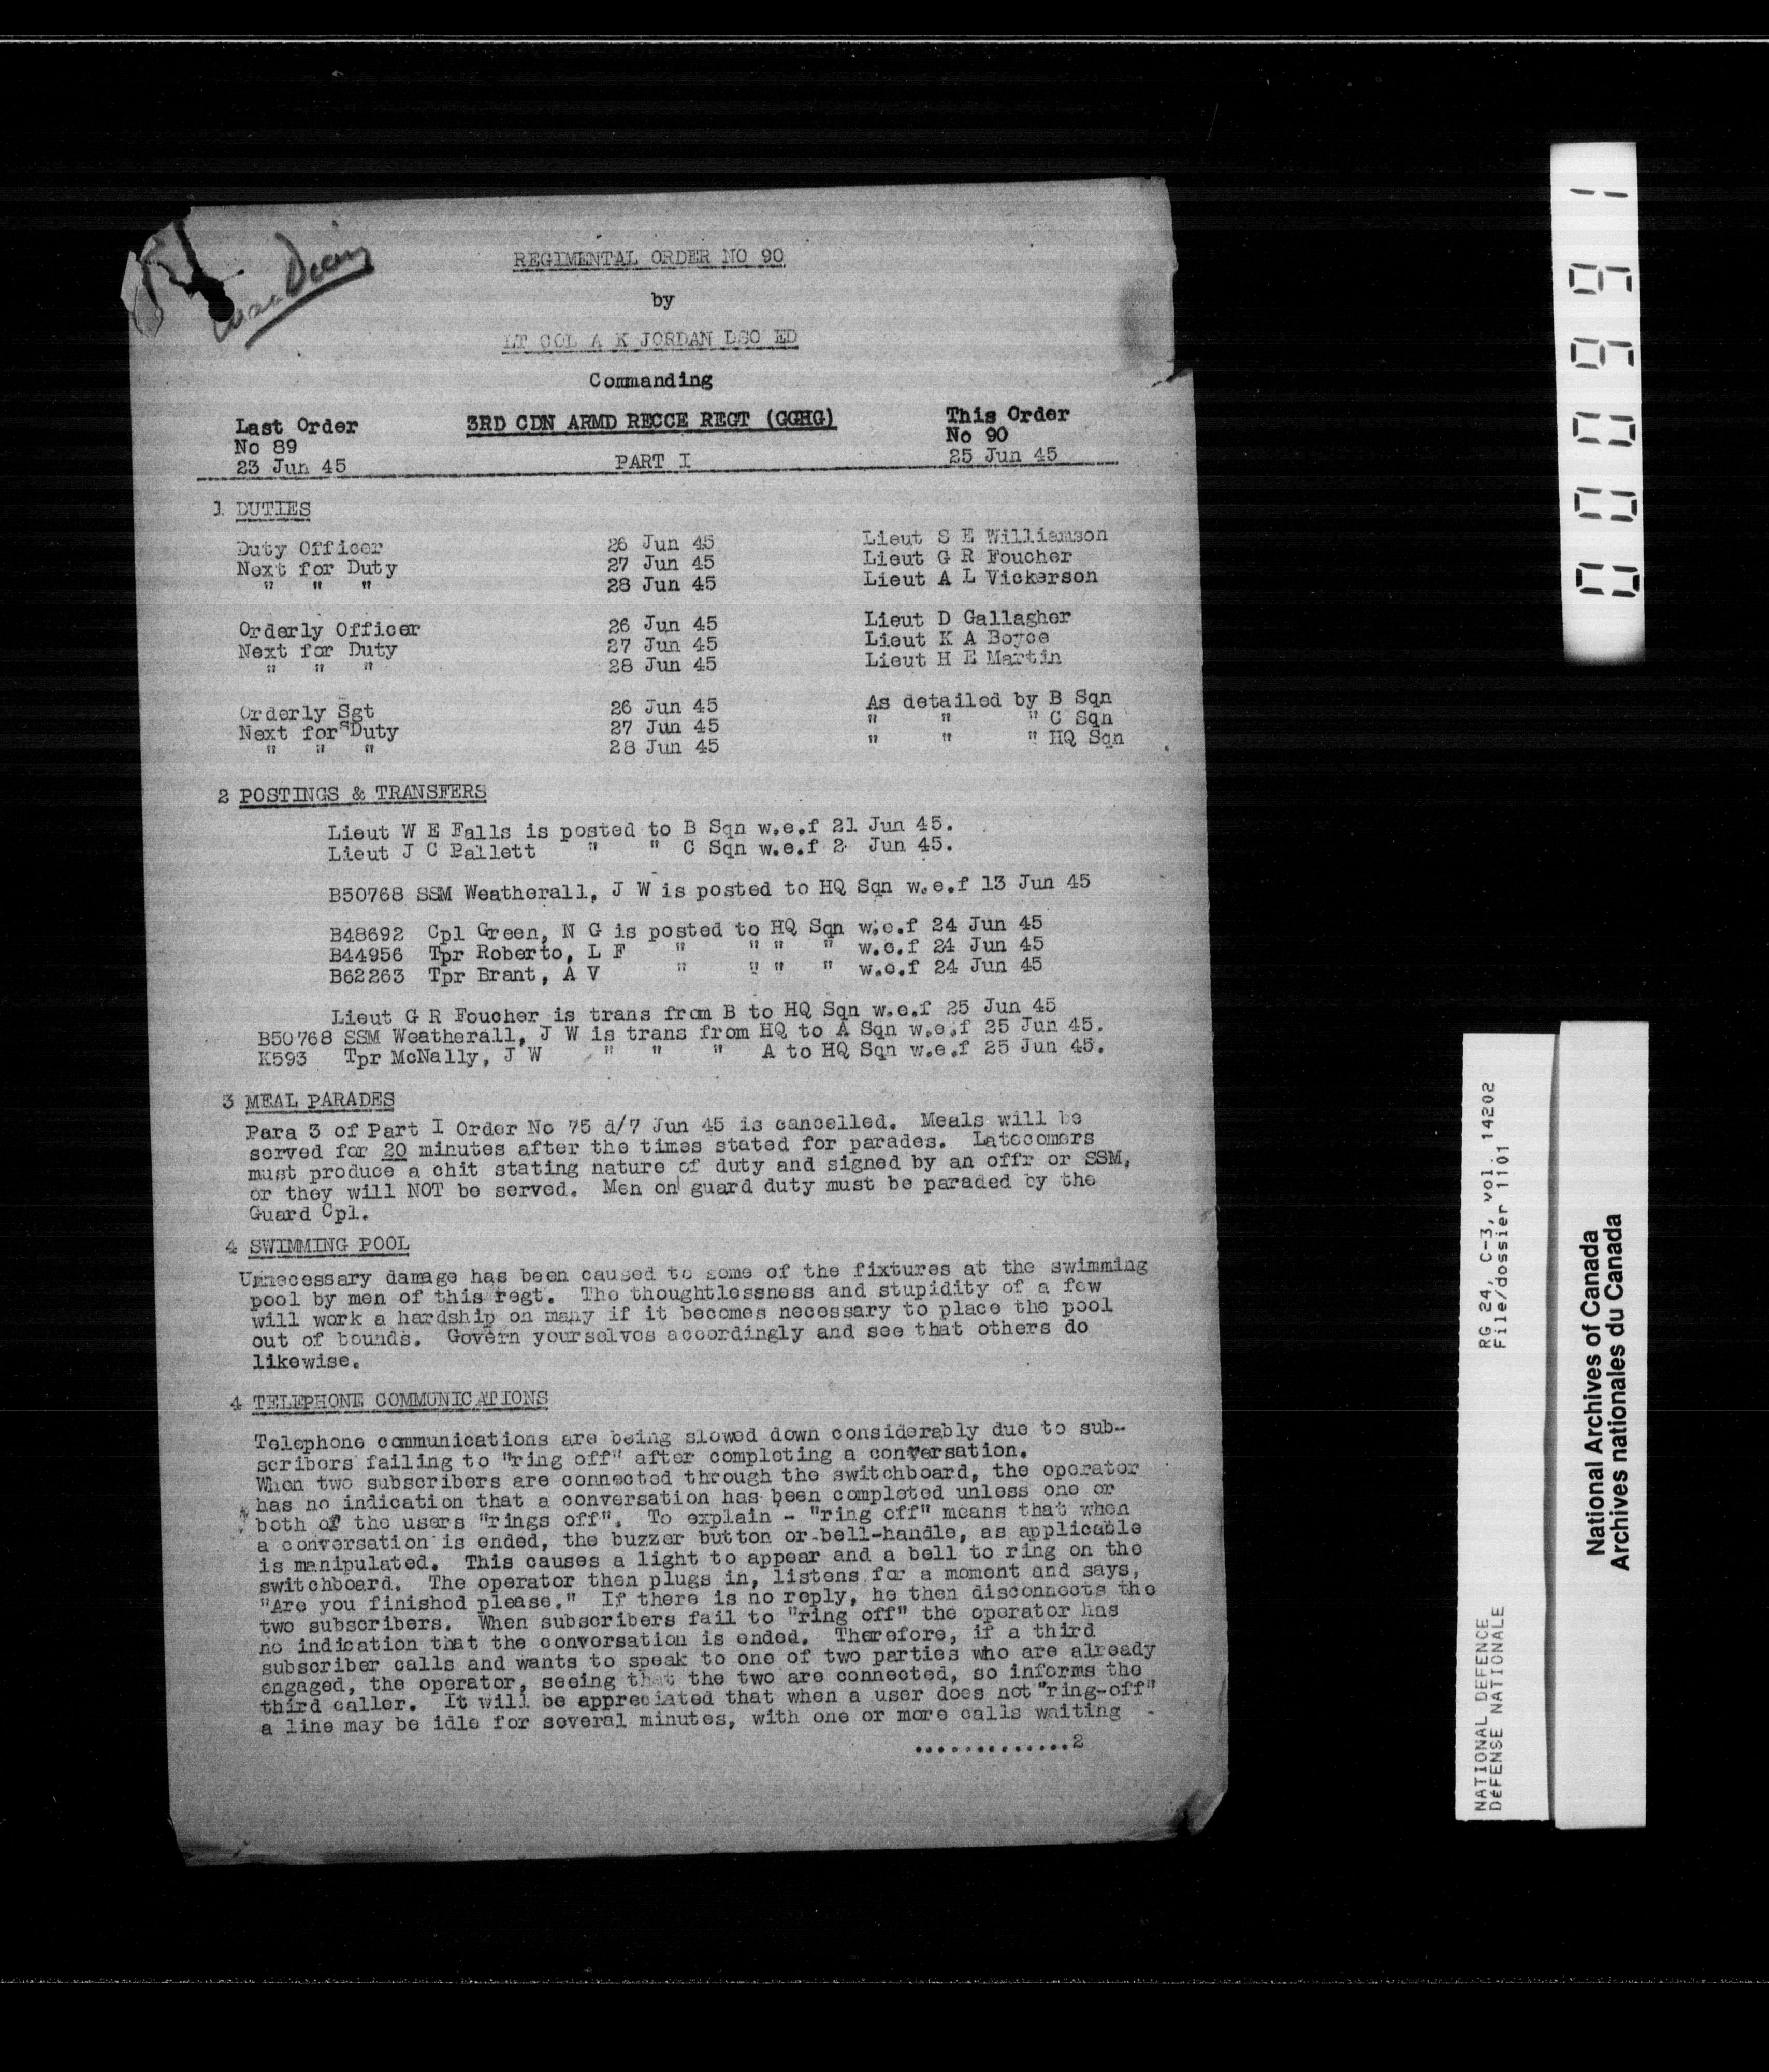 War Diary
REGIMENTAL ORDER NO 90
by
LT COL A K JORDAN DSO ED
Commanding
Last Order 3RD CDN ARMD RECCE REGT (GGHG) This Order
No 89 No 90
23 Jun 45 PART I 25 Jun 45
1 DUTIES
Duty Officer 26 Jun 45 Lieut S E Williamson
Next for Duty 27 Jun 45 Lieut G R Foucher
" " " 28 Jun 45 Lieut A L Vickerson
Orderly Officer 26 Jun 45 Lieut D Gallagher
Next for Duty 27 Jun 45 Lieut K A Boyce
" " " 28 Jun 45 Lieut H E Martin
Orderly Sgt 26 Jun 45 As detailed by B Sqn
Next for Duty 27 Jun 45 " " " C Sqn
" " " 28 Jun 45 " " " HQ Sqn
2 POSTINGS & TRANSFERS
Lieut W E Falls is posted to B Sqn w.e.f 21 Jun 45.
Lieut J C Pallett " " C Sqn w.e.f 2 Jun 45.
B50768 SSM Weatherall, J W is posted to HQ Sqn w.e.f 13 Jun 45
B48692 Cpl Green, N G is posted to HQ Sqn w.e.f 24 Jun 45
B44956 Tpr Roberto, L F " " " " w.e.f 24 Jun 45
B62263 Tpr Brant, A V " " " " w.e.f 24 Jun 45
Lieut G R Foucher is trans from B to HQ Sqn w.e.f 25 Jun 45
B50768 SSM Weatherall, J W is trans from HQ to A Sqn w.e.f 25 Jun 45.
K593 Tpr McNally, J W " " " A to HQ Sqn w.e.f 25 Jun 45.
3 MEAL PARADES
Para 3 of Part I Order No 75 d/7 Jun 45 is cancelled. Meals will be
served for 20 minutes after the times stated for parades. Latecomers
must produce a chit stating nature of duty and signed by an offr or SSM,
or they will NOT be served. Men on guard duty must be paraded by the
Guard Cpl.
4 SWIMMING POOL
Unnecessary damage has been caused to some of the fixtures at the swimming
pool by men of this regt. The thoughtlessness and stupidity of a few
will work a hardship on many if it becomes necessary to place the pool
out of bounds. Govern yourselves accordingly and see that others do
likewise.
4 TELEPHONE COMMUNICATIONS
Telephone communications are being slowed down considerably due to sub-
scribers failing to "ring off" after completing a conversation.
When two subscribers are connected through the switchboard, the operator
has no indication that a conversation has been completed unless one or
both of the users "rings off". To explain - "ring off" means that when
a conversation is ended, the buzzer button or bell-handle, as applicable
is manipulated. This causes a light to appear and a bell to ring on the
switchboard. The operator then plugs in, listens for a moment and says,
"Are you finished please." If there is no reply, he then disconnects the
two subscribers. When subscribers fail to "ring off" the operator has
no indication that the conversation is ended. Therefore, if a third
subscriber calls and wants to speak to one of two parties who are already
engaged, the operator, seeing that the two are connected, so informs the
third caller. It will be appreciated that when a user does not "ring-off"
a line may be idle for several minutes, with one or more calls waiting -
.............2
0000991
NATIONAL DEFENCE RG 24, C-3, vol. 14202
DéFENSE NATIONALE File/dossier 1101
National Archives of Canada
Archives nationales du Canada